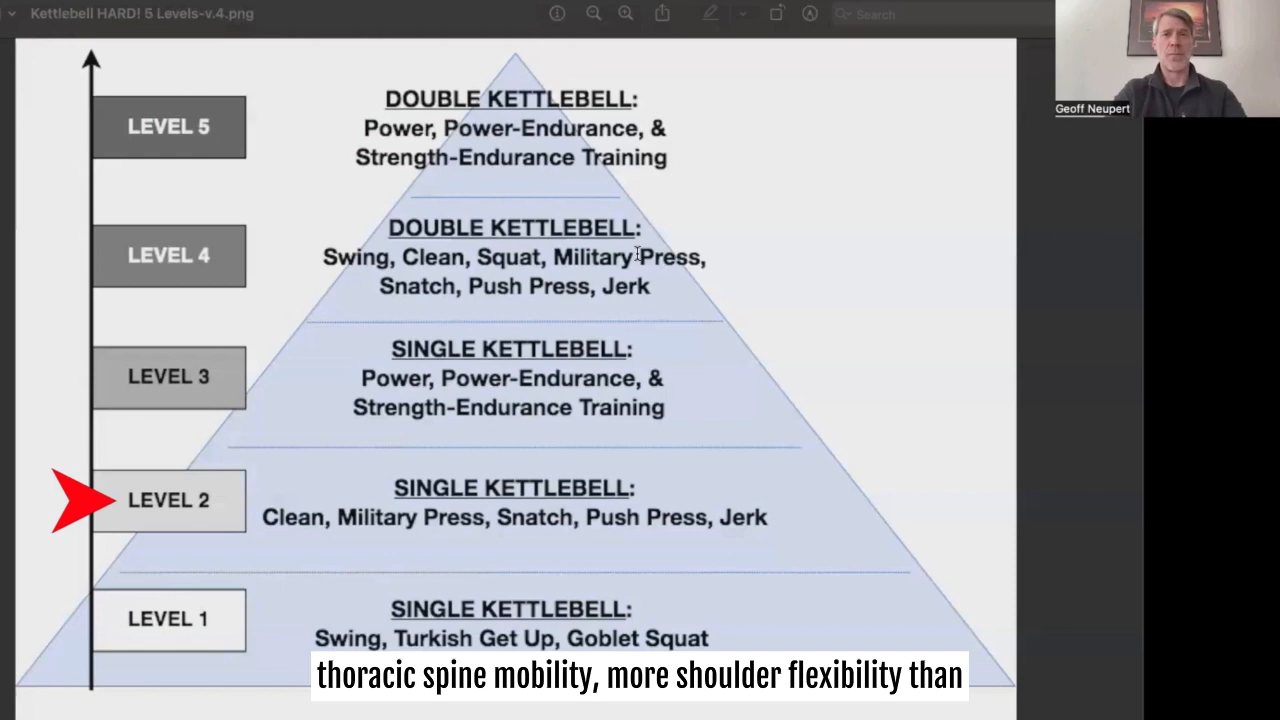 Kettlebell HARD! 5 Levels-v.4.png
Search
Geoff Neupert
LEVEL 5
DOUBLE KETTLEBELL:
Power, Power-Endurance, &
Strength-Endurance Training
LEVEL 4
DOUBLE KETTLEBELL:
Swing, Clean, Squat, Military Press,
Snatch, Push Press, Jerk
LEVEL 3
SINGLE KETTLEBELL:
Power, Power-Endurance, &
Strength-Endurance Training
LEVEL 2
SINGLE KETTLEBELL:
Clean, Military Press, Snatch, Push Press, Jerk
LEVEL 1
SINGLE KETTLEBELL:
Swing, Turkish Get Up, Goblet Squat
thoracic spine mobility, more shoulder flexibility than